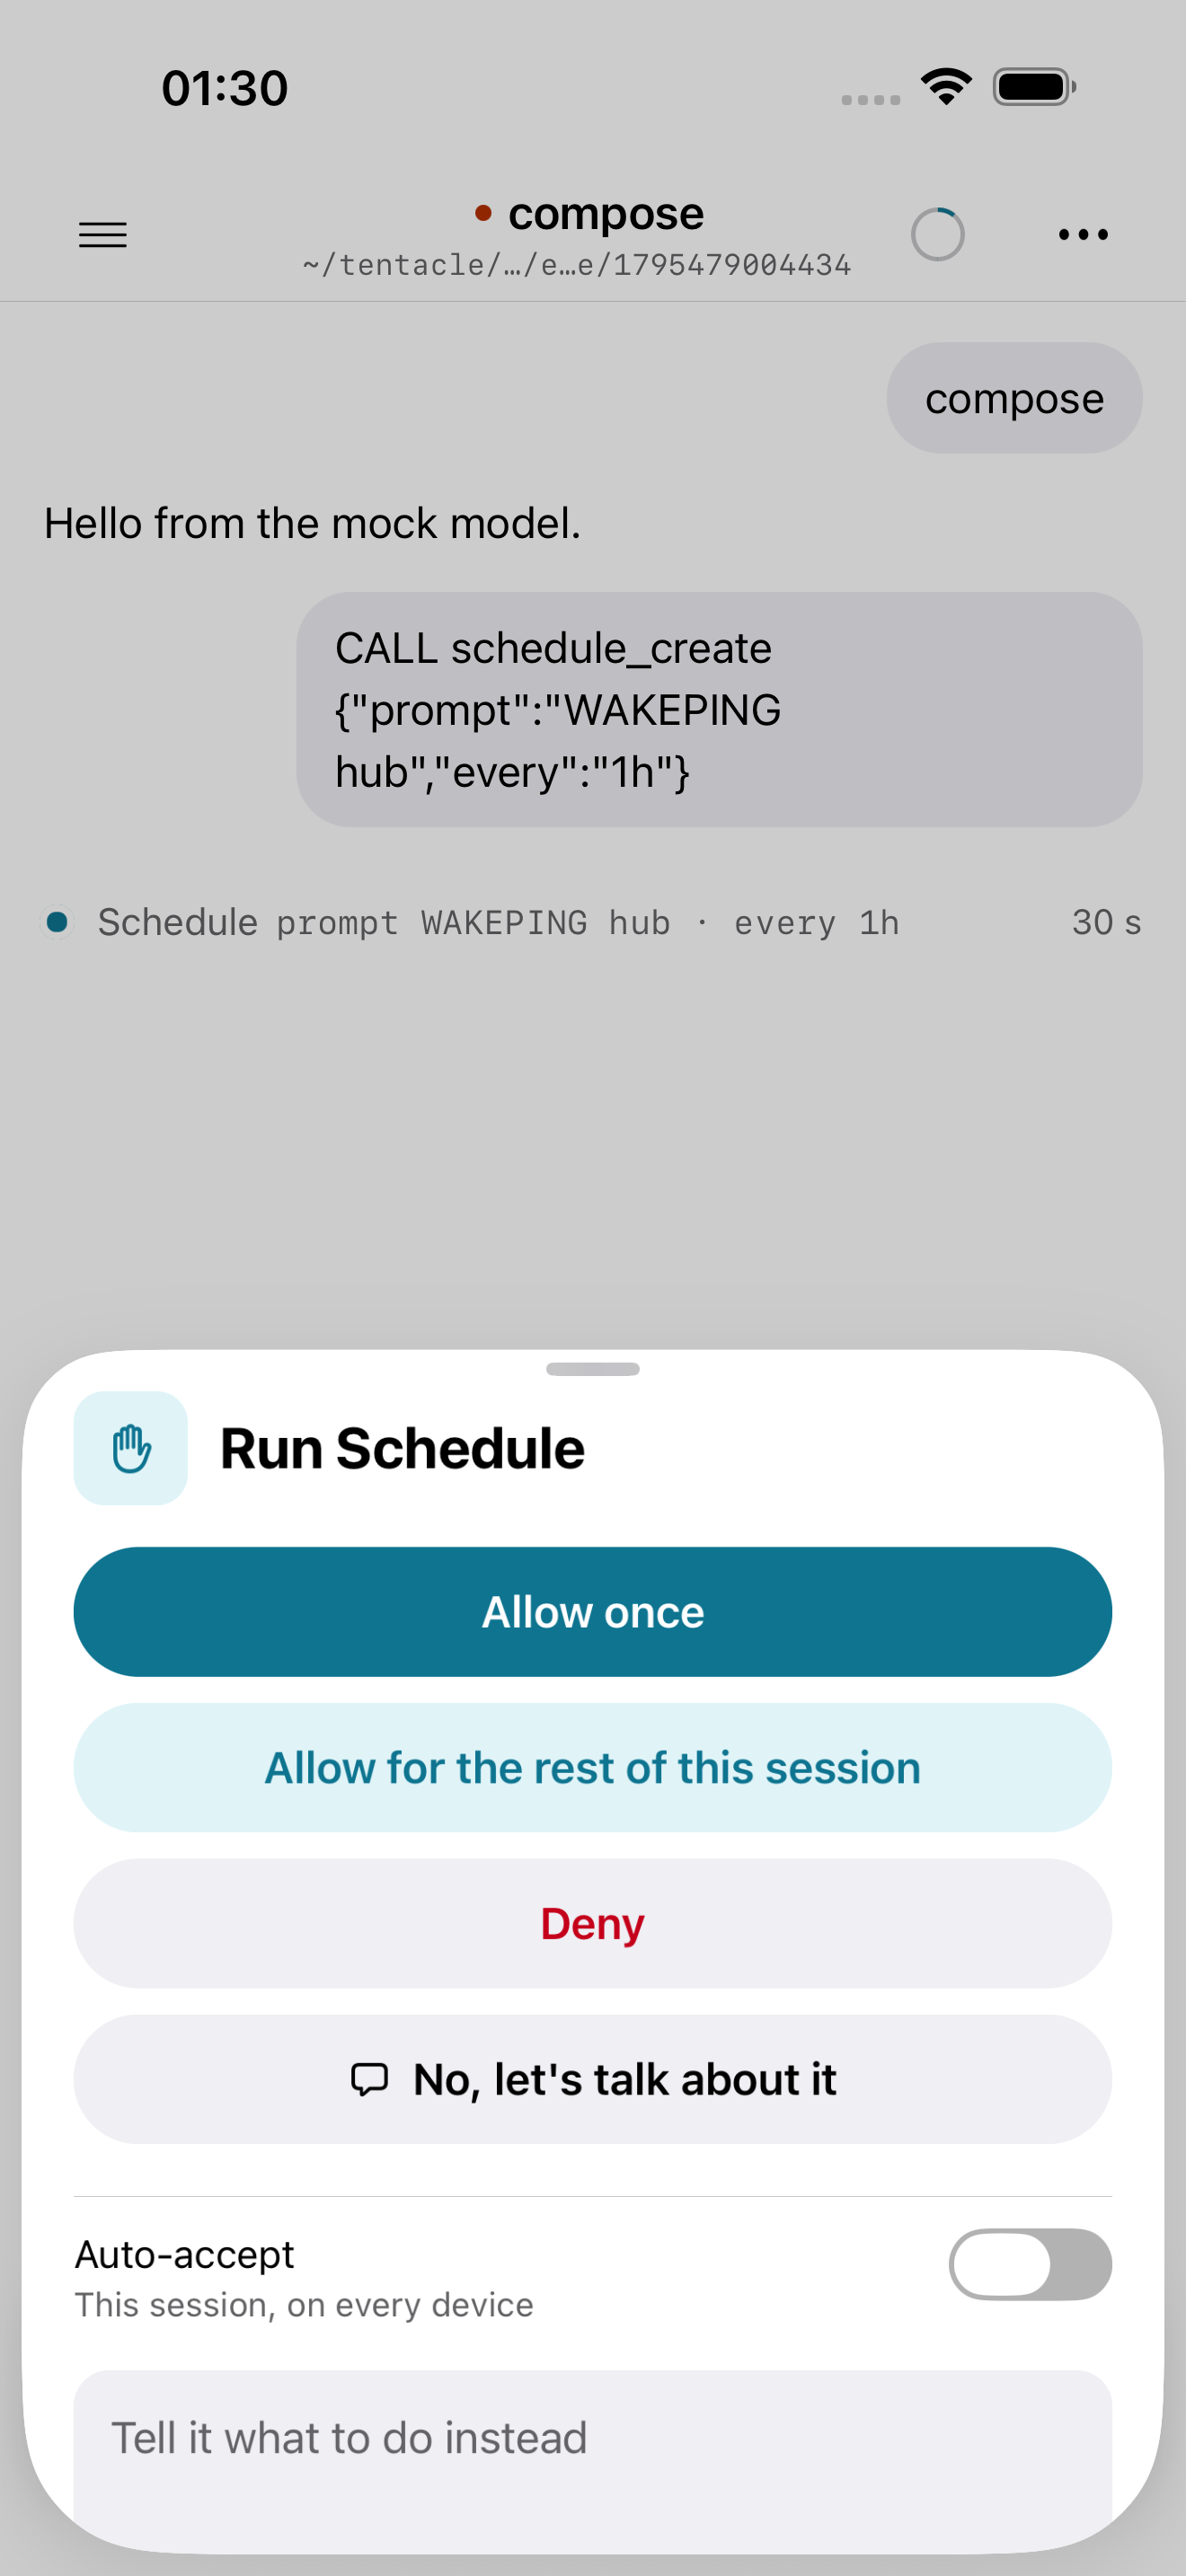 01:30
compose
~/tentacle/…/e…e/1795479004434
compose
Hello from the mock model.
CALL schedule_create
{"prompt":"WAKEPING
hub","every":"1h"}
Schedule prompt WAKEPING hub · every 1h 30 s
Run Schedule
Allow once
Allow for the rest of this session
Deny
No, let's talk about it
Auto-accept
This session, on every device
Tell it what to do instead